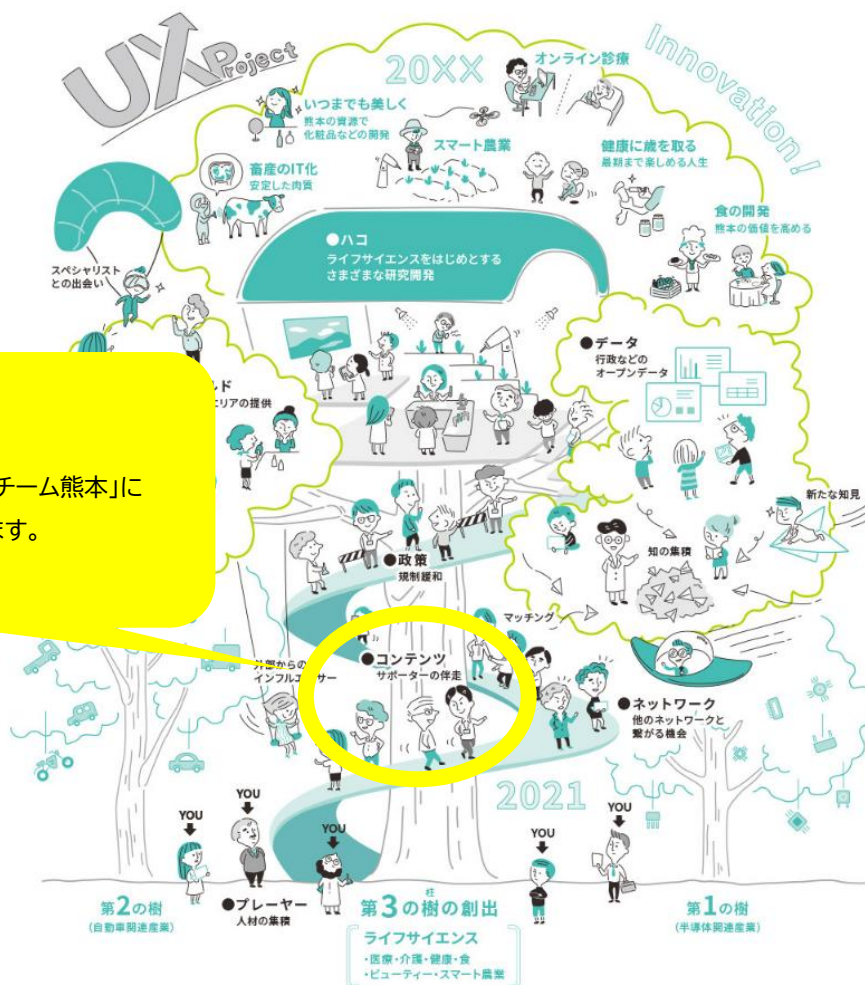 UX Project
20XX
Innovation!
オンライン診療
いつまでも美しく
熊本の資源で
化粧品などの開発
スマート農業
健康に歳を取る
最期まで楽しめる人生
畜産のIT化
安定した肉質
食の開発
熊本の価値を高める
●ハコ
ライフサイエンスをはじめとする
さまざまな研究開発
スペシャリスト
との出会い
●データ
行政などの
オープンデータ
ルド
エリアの提供
チーム熊本」に
ます。
新たな知見
知の集積
●政策
規制緩和
マッチング
外部からの
インフルエンサー
●コンテンツ
サポーターの伴走
●ネットワーク
他のネットワークと
繋がる機会
2021
YOU
YOU
YOU
YOU
YOU
●プレーヤー
人材の集積
第2の樹
(自動車関連産業)
柱
第3の樹の創出
ライフサイエンス
・医療・介護・健康・食
・ビューティー・スマート農業
第1の樹
(半導体関連産業)